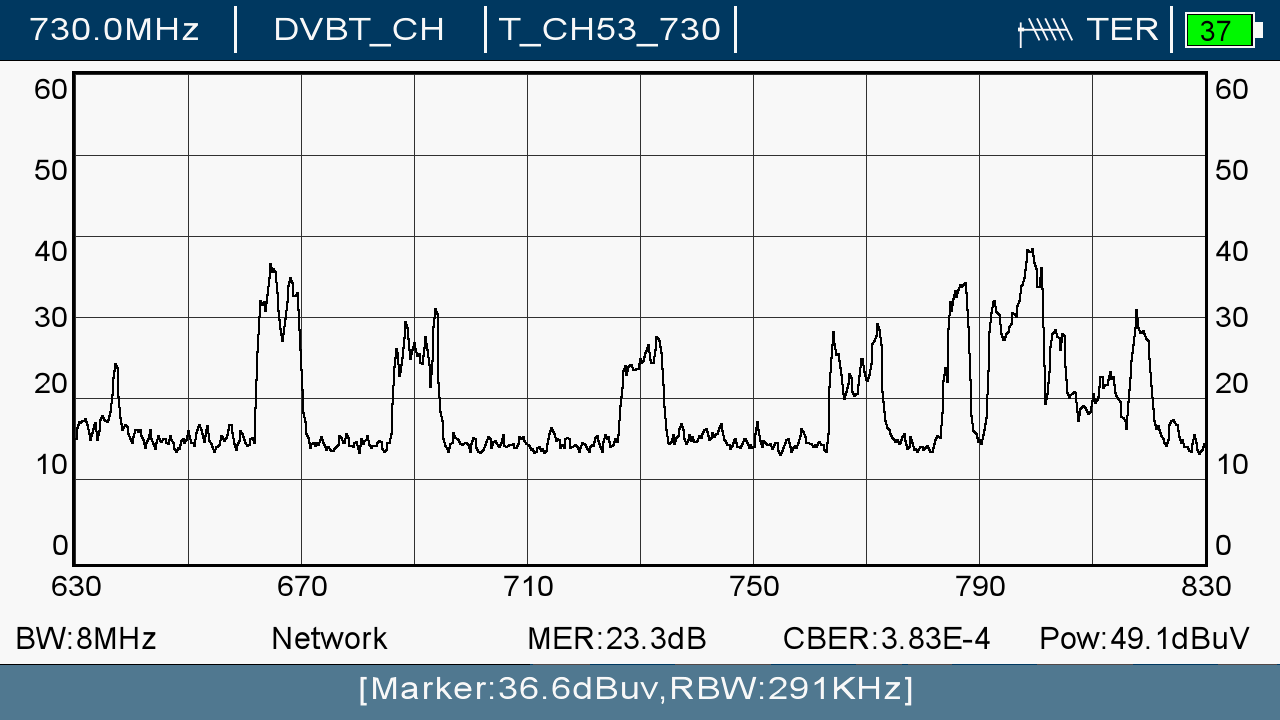 730.0MHz DVBT_CH T_CH53_730 TER 37
60 60
50 50
40 40
30 30
20 20
10 10
0 0
630 670 710 750 790 830
BW:8MHz Network MER:23.3dB CBER:3.83E-4 Pow:49.1dBuV
[Marker:36.6dBuv,RBW:291KHz]